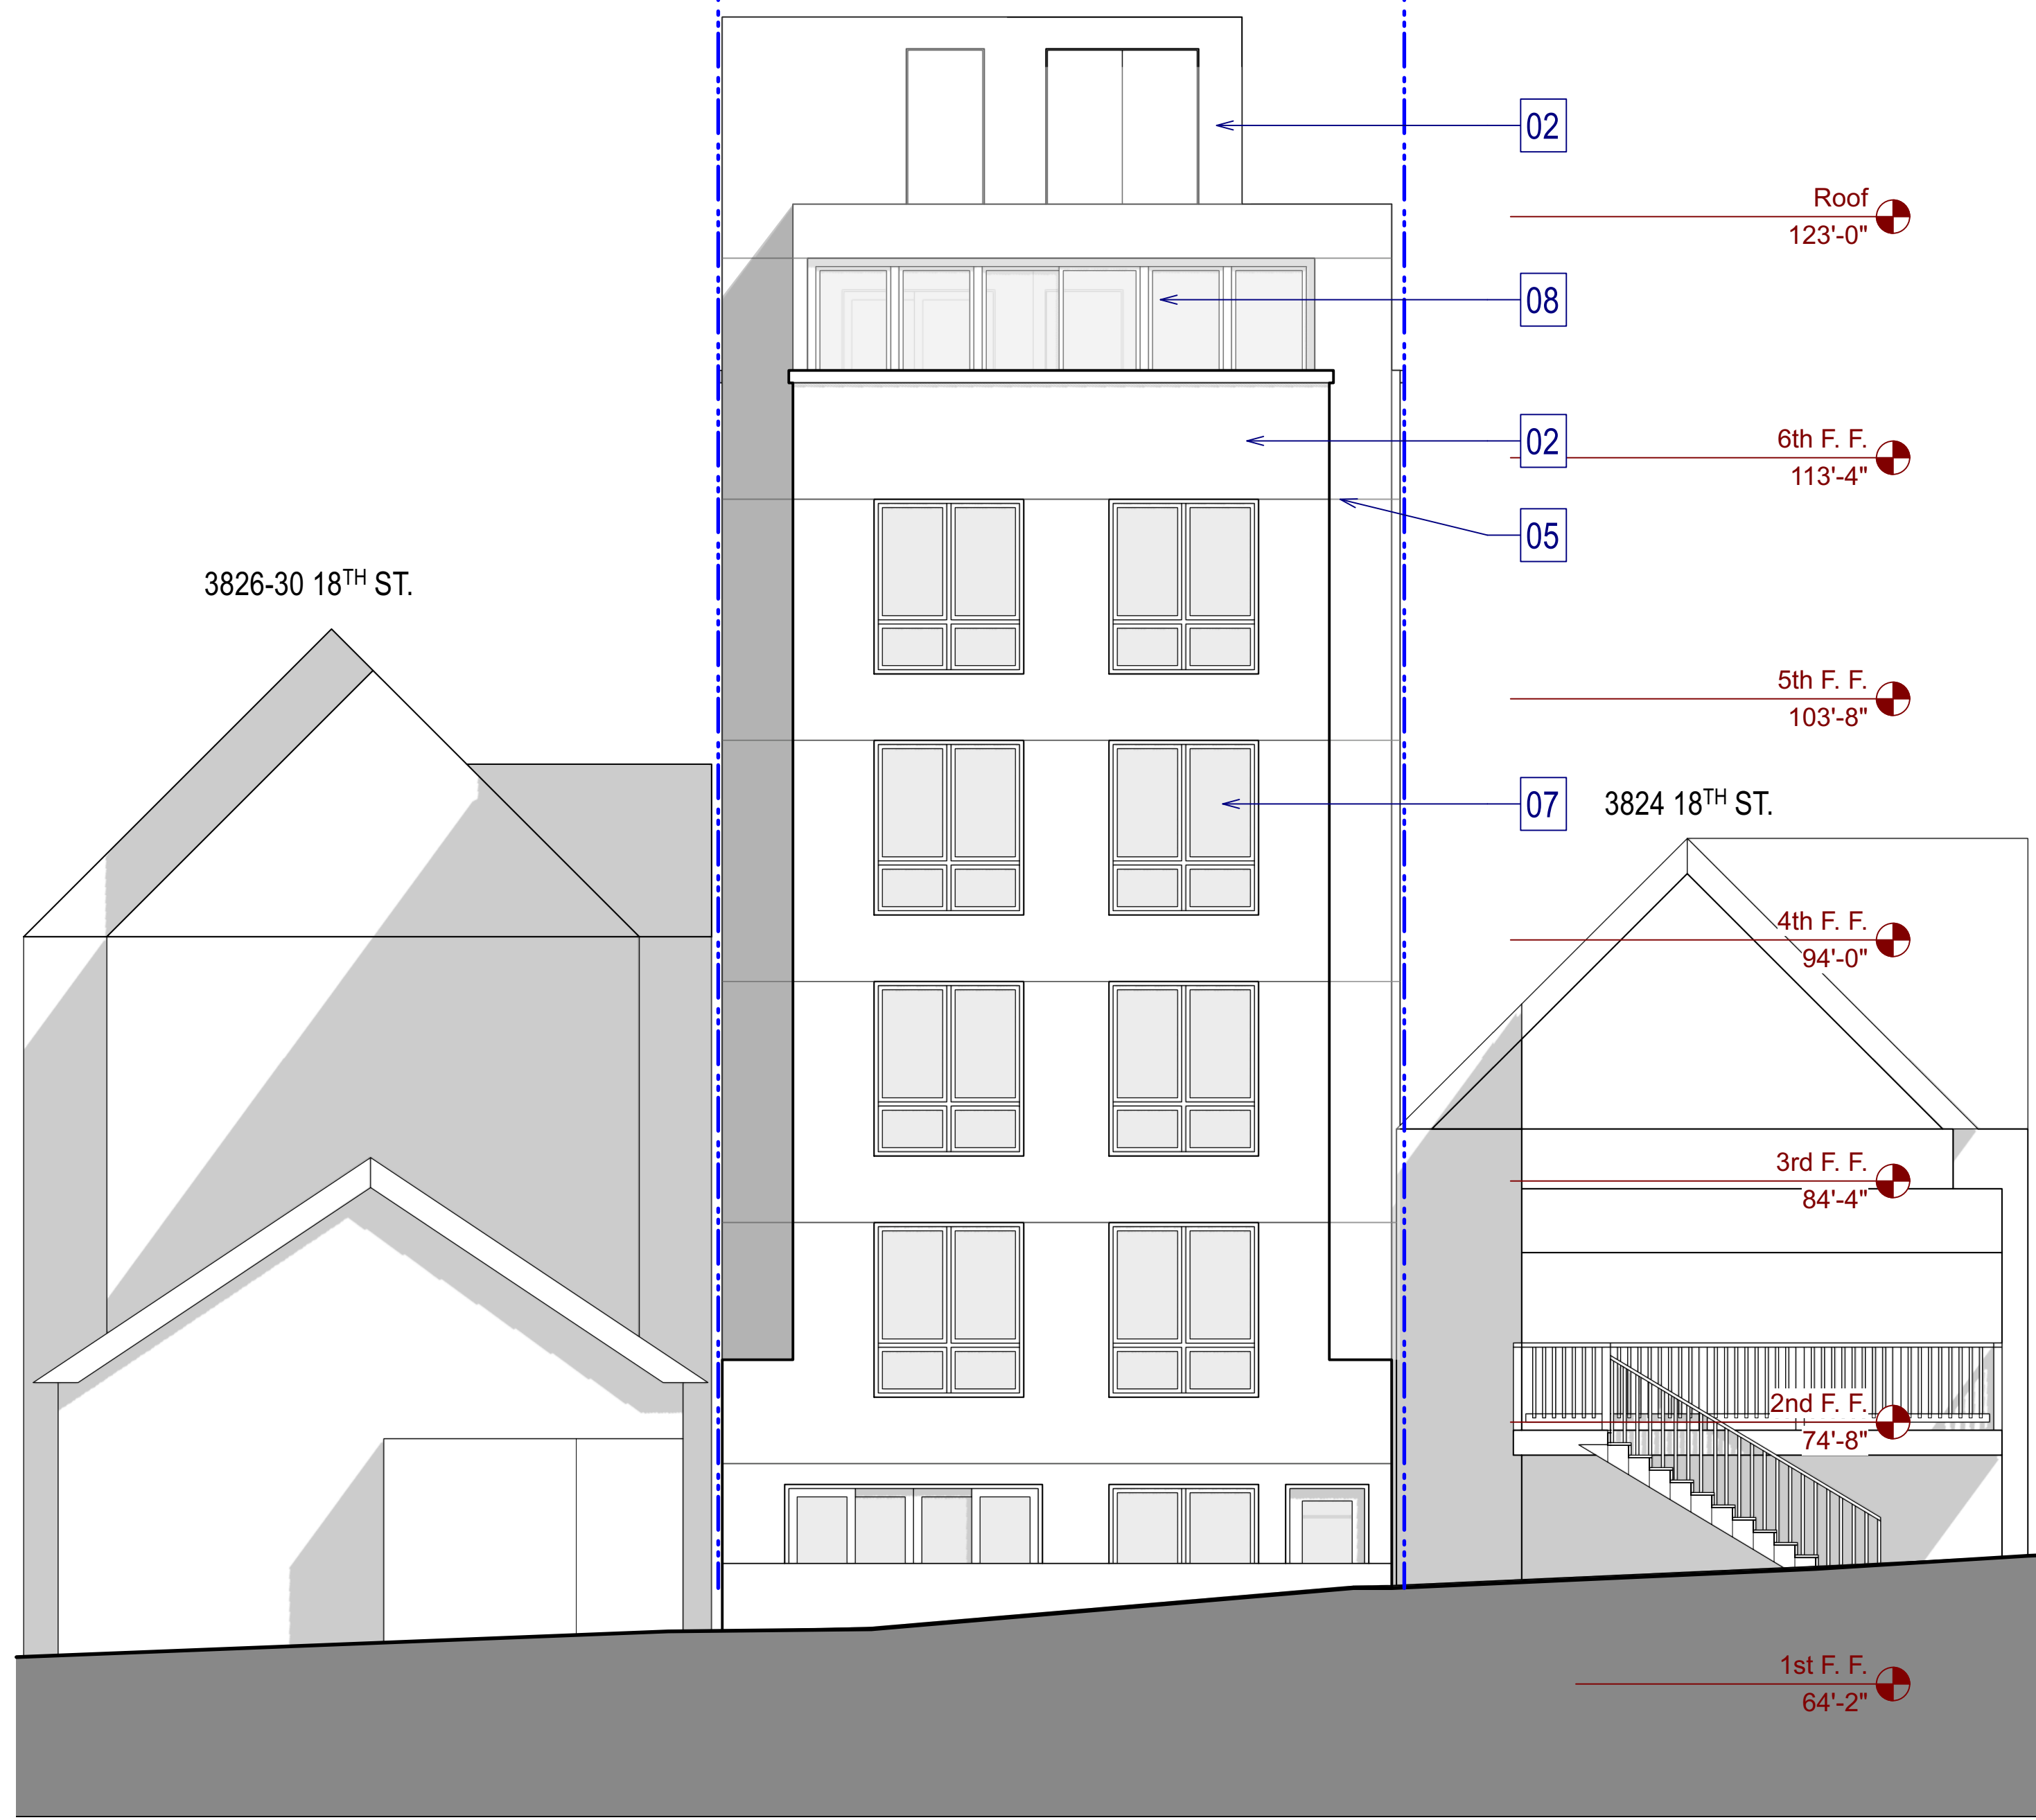 02
Roof
123'-0"
08
02
6th F. F.
113'-4"
05
3826-30 18TH ST.
5th F. F.
103'-8"
07
3824 18TH ST.
4th F. F.
94'-0"
3rd F. F.
84'-4"
2nd F. F.
74'-8"
1st F. F.
64'-2"